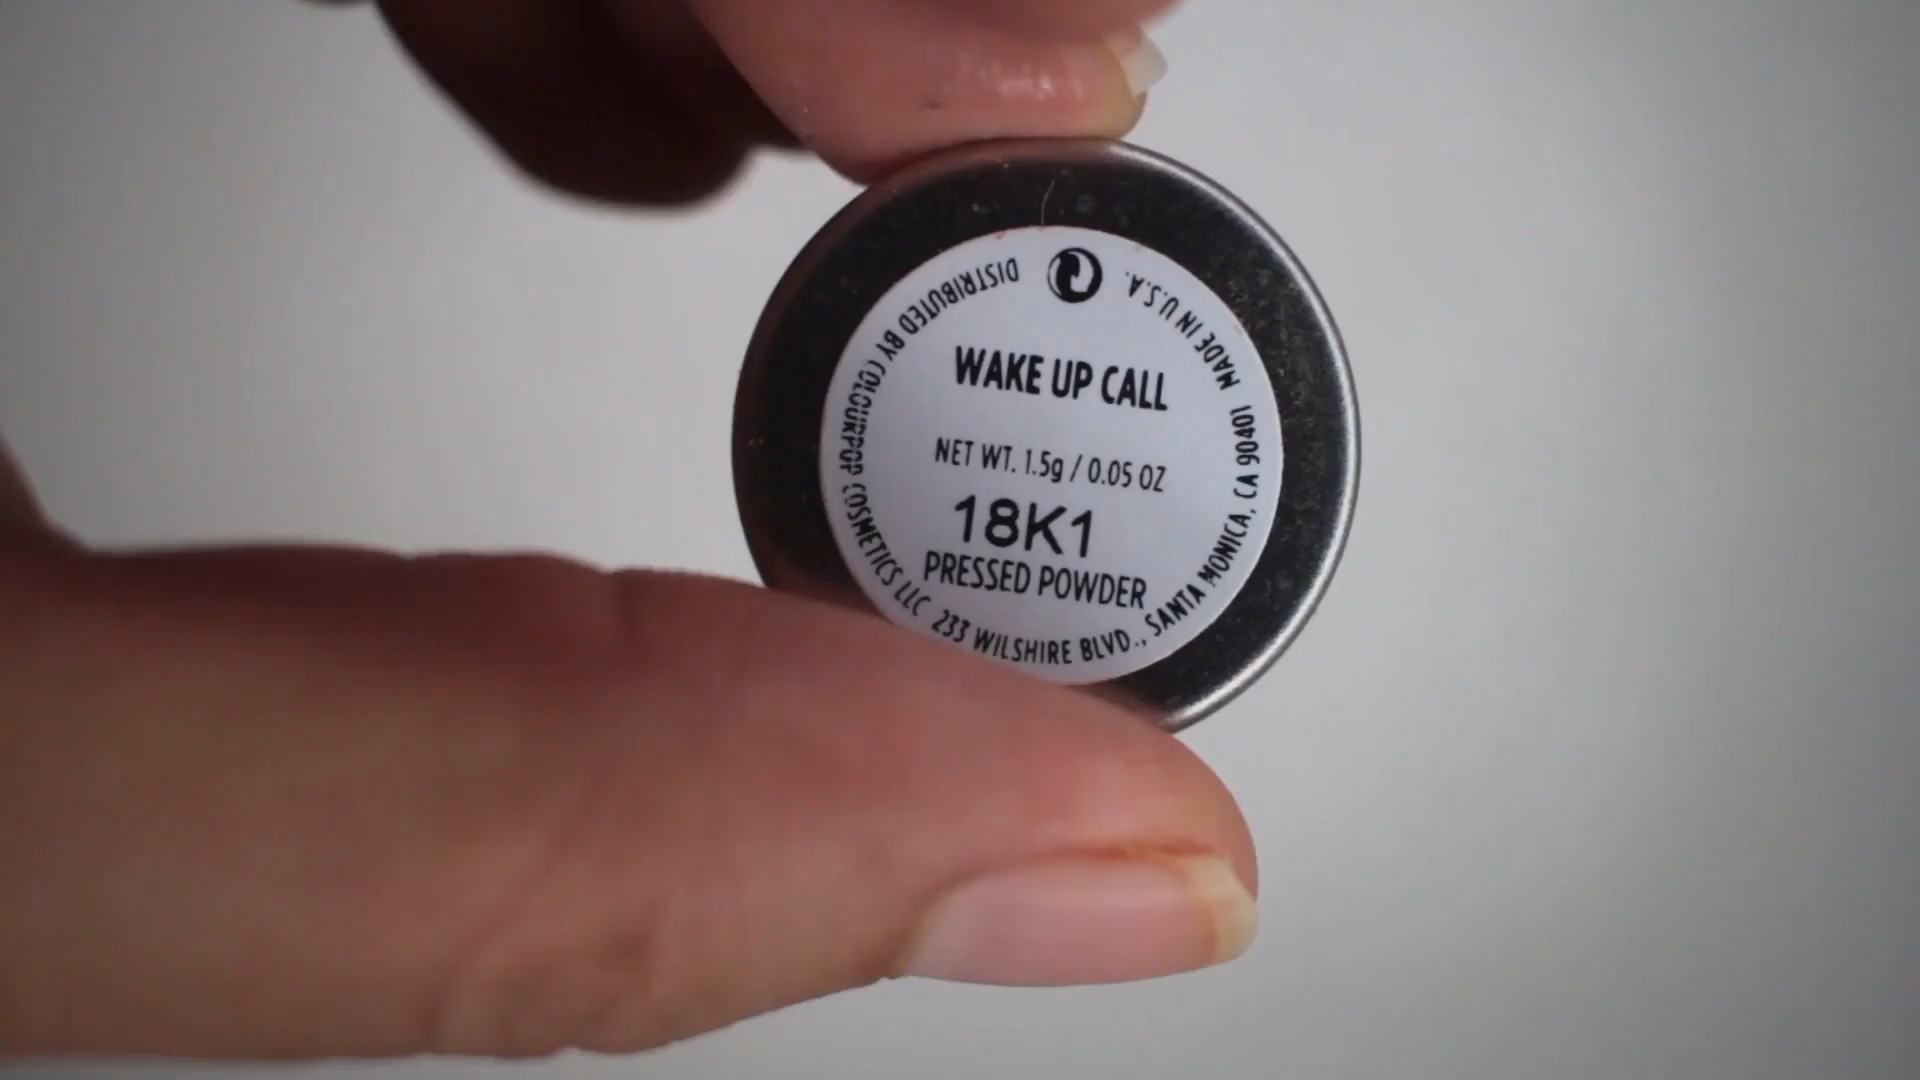 WAKE UP CALL
NET WT. 1.5g / 0.05 OZ
18K1
PRESSED POWDER
DISTRIBUTED BY COLOURPOP COSMETICS LLC 233 WILSHIRE BLVD., SANTA MONICA, CA 90401 MADE IN U.S.A.